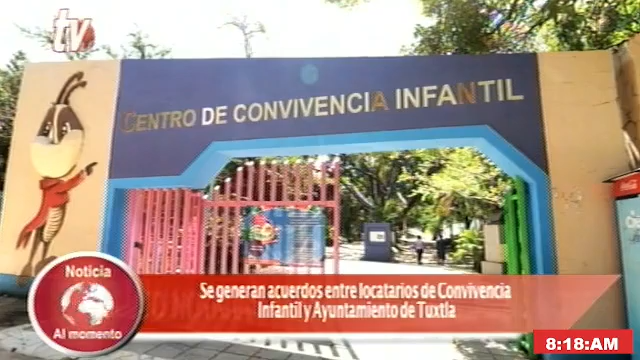 tv
CENTRO DE CONVIVENCIA INFANTIL
Noticia
Al momento
Se generan acuerdos entre locatarios de Convivencia
Infantil y Ayuntamiento de Tuxtla
8:18:AM